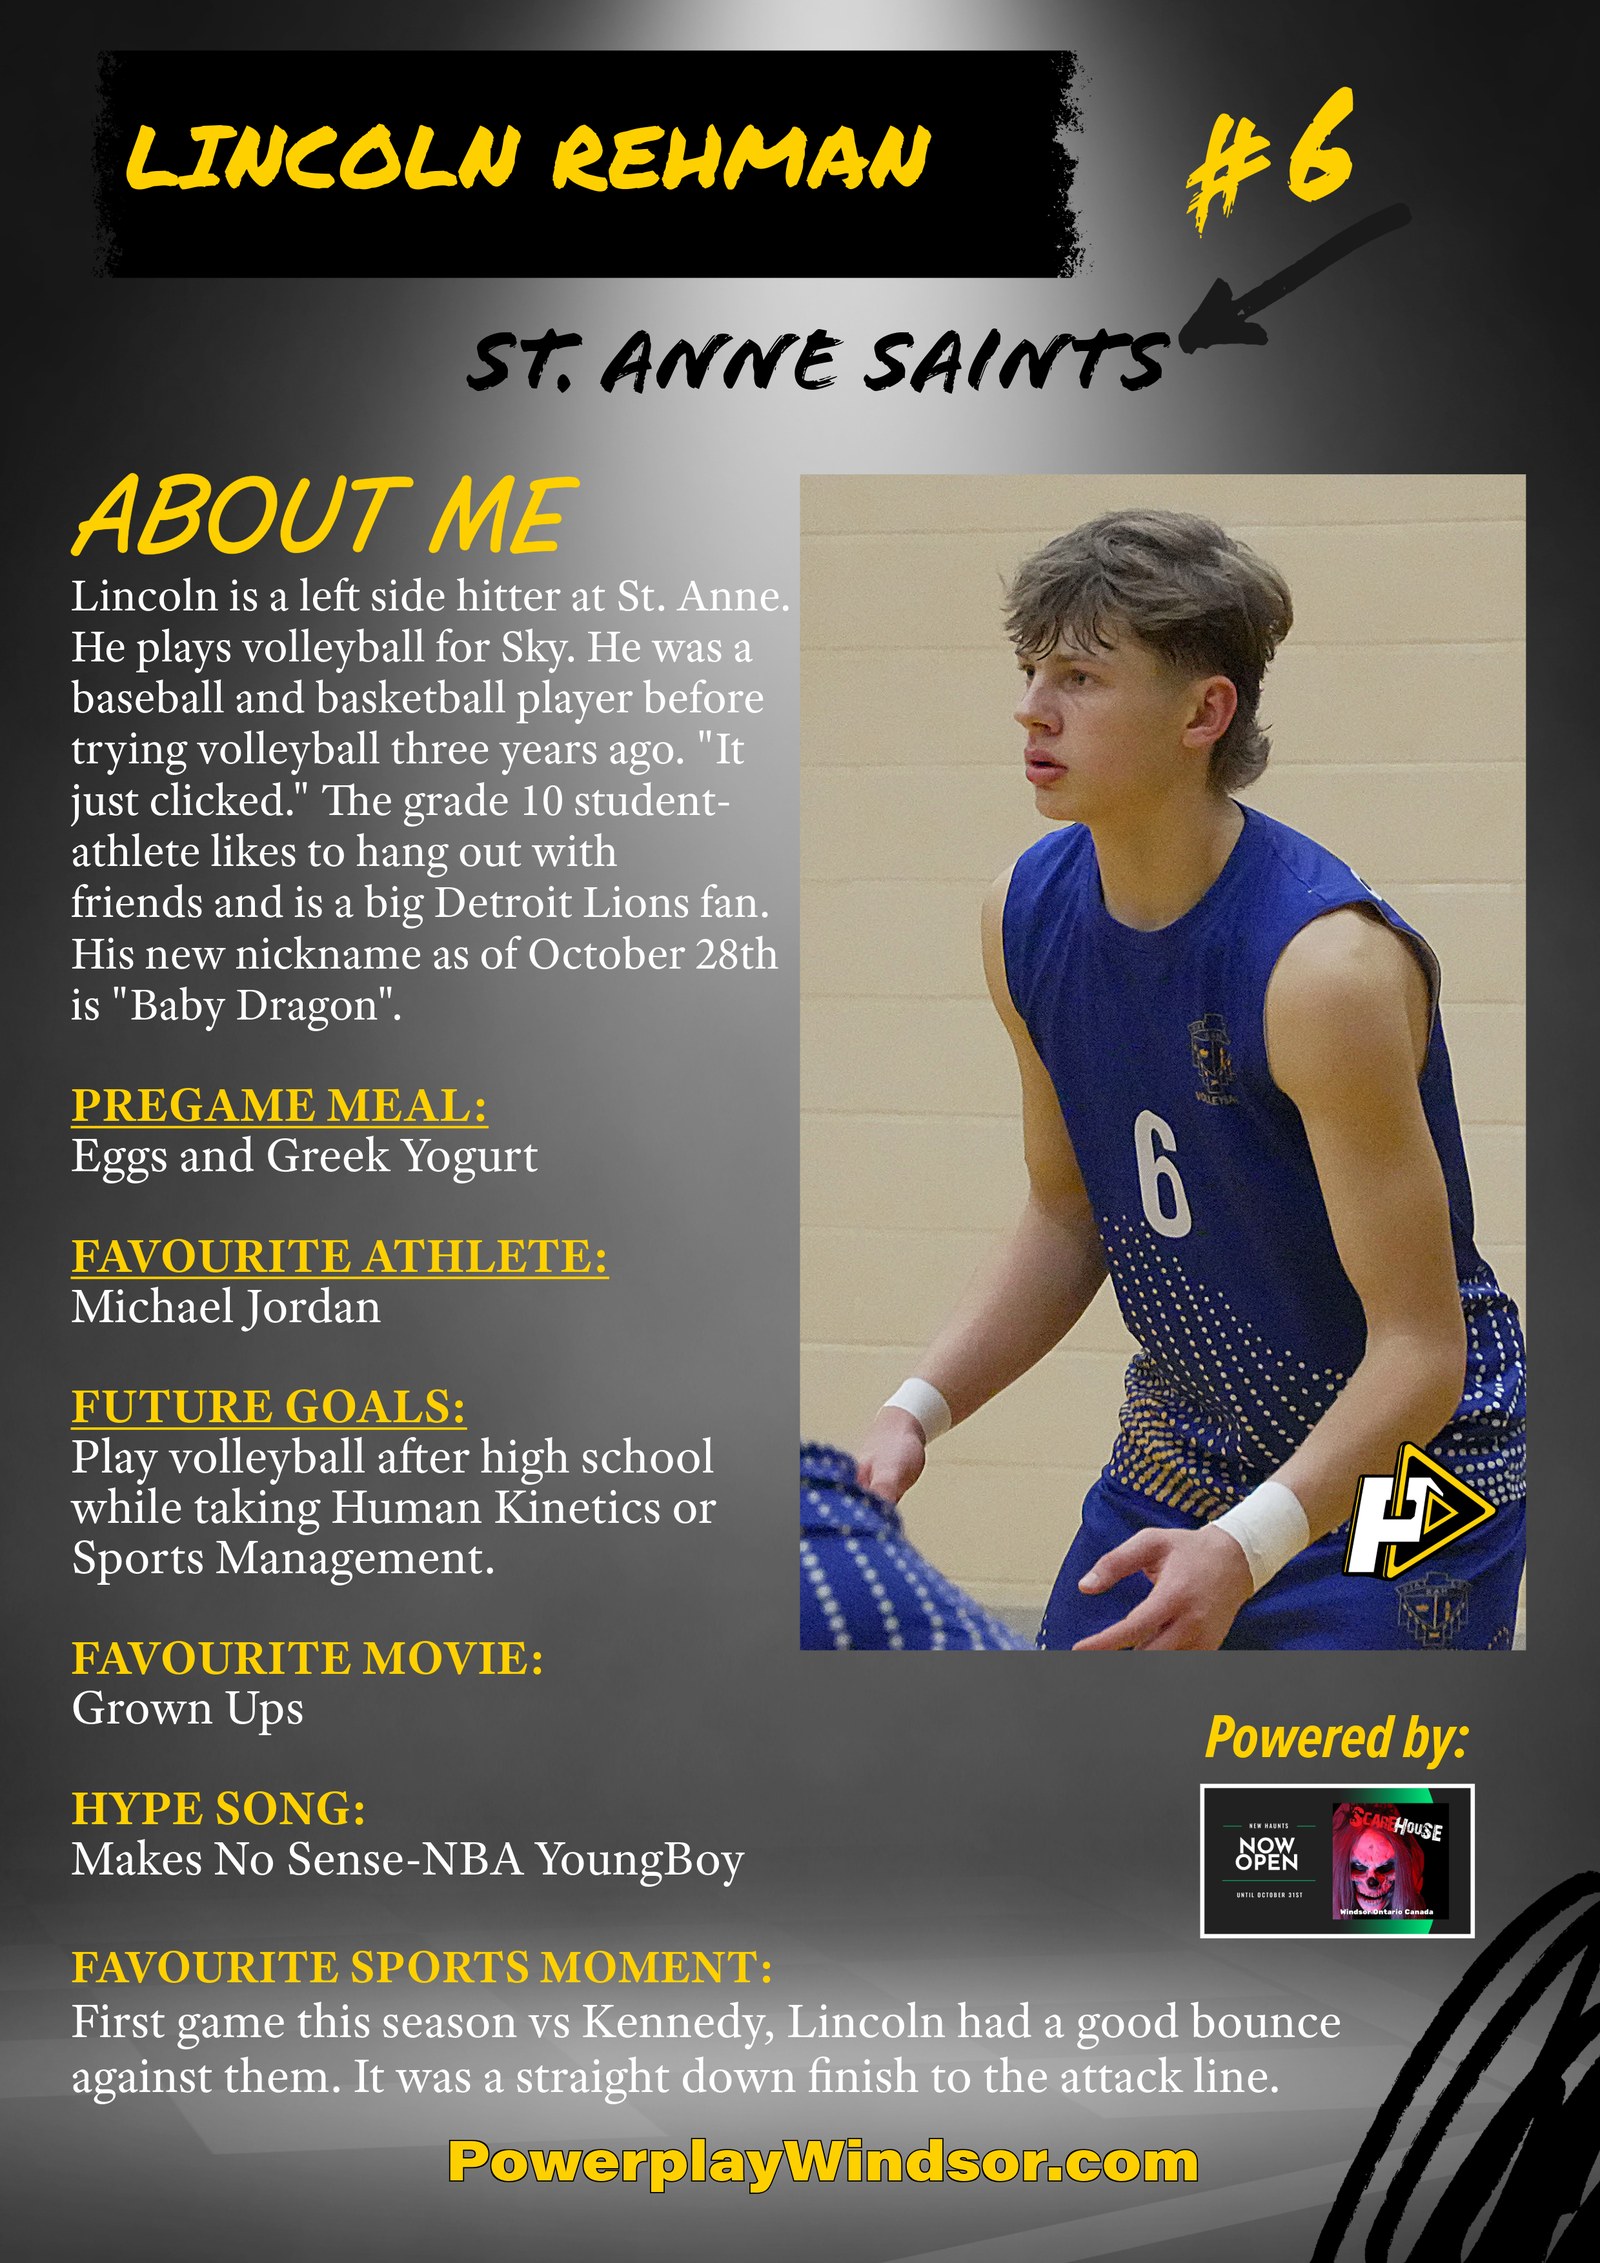 LINCOLN REHMAN
#6
ST. ANNE SAINTS
ABOUT ME
Lincoln is a left side hitter at St. Anne.
He plays volleyball for Sky. He was a
baseball and basketball player before
trying volleyball three years ago. "It
just clicked." The grade 10 student-
athlete likes to hang out with
friends and is a big Detroit Lions fan.
His new nickname as of October 28th
is "Baby Dragon".
PREGAME MEAL:
Eggs and Greek Yogurt
FAVOURITE ATHLETE:
Michael Jordan
FUTURE GOALS:
Play volleyball after high school
while taking Human Kinetics or
Sports Management.
FAVOURITE MOVIE:
Grown Ups
HYPE SONG:
Makes No Sense-NBA YoungBoy
FAVOURITE SPORTS MOMENT:
First game this season vs Kennedy, Lincoln had a good bounce
against them. It was a straight down finish to the attack line.
VOLLEYBALL
6
Powered by:
NEW HAUNTS
NOW
OPEN
UNTIL OCTOBER 31ST
SCAREHOUSE
Windsor Ontario Canada
PowerplayWindsor.com